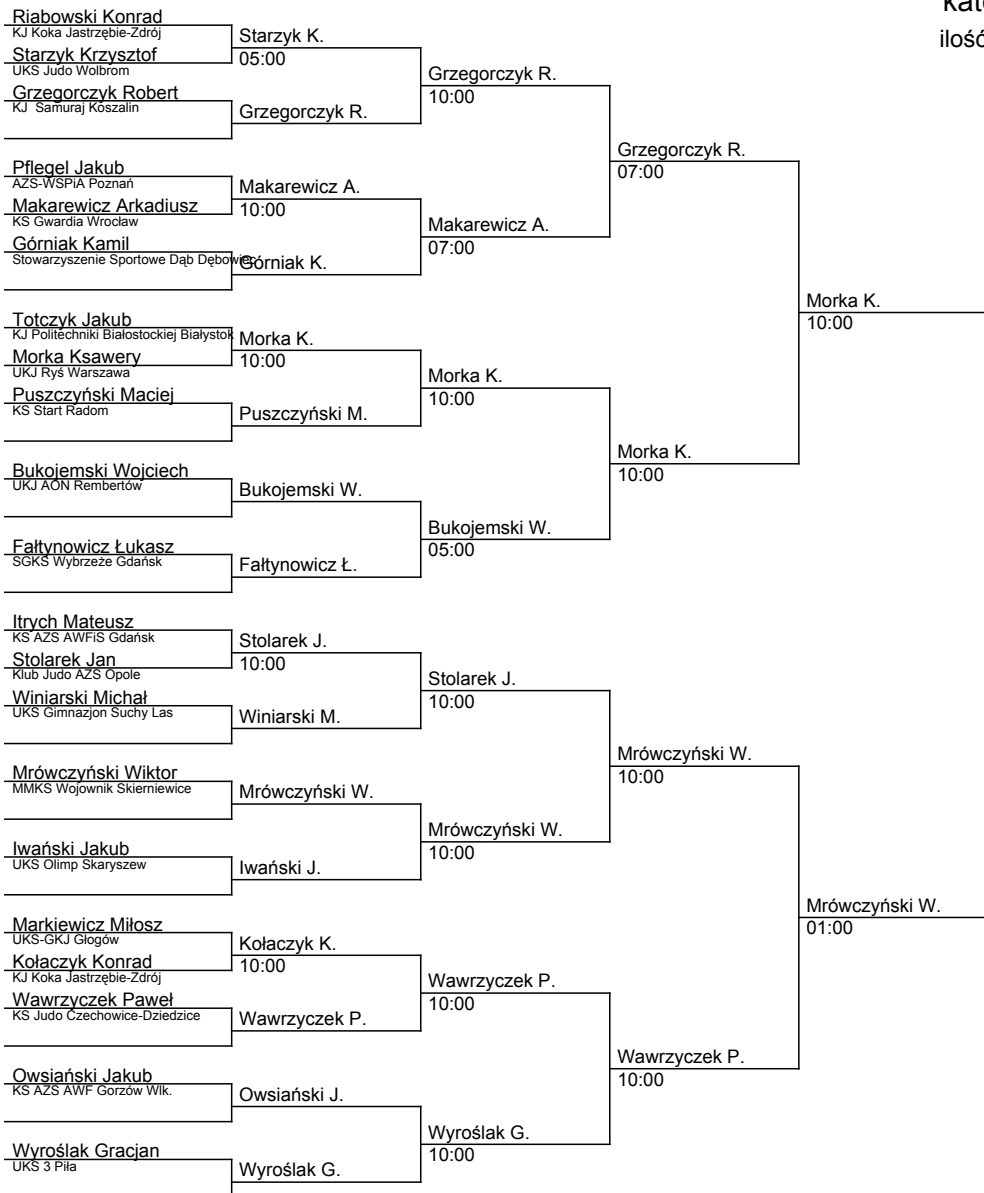 kat
ilość
Riabowski Konrad
KJ Koka Jastrzębie-Zdrój
Starzyk Krzysztof
UKS Judo Wolbrom
Grzegorczyk Robert
KJ Samuraj Koszalin
Pflegel Jakub
AZS-WSPiA Poznań
Makarewicz Arkadiusz
KS Gwardia Wrocław
Górniak Kamil
Stowarzyszenie Sportowe Dąb Dębowiec
Totczyk Jakub
KJ Politechniki Białostockiej Białystok
Morka Ksawery
UKJ Ryś Warszawa
Puszczyński Maciej
KS Start Radom
Bukojemski Wojciech
UKJ AON Rembertów
Fałtynowicz Łukasz
SGKS Wybrzeże Gdańsk
Itrych Mateusz
KS AZS AWFiS Gdańsk
Stolarek Jan
Klub Judo AZS Opole
Winiarski Michał
UKS Gimnazjon Suchy Las
Mrówczyński Wiktor
MMKS Wojownik Skierniewice
Iwański Jakub
UKS Olimp Skaryszew
Markiewicz Miłosz
UKS-GKJ Głogów
Kołaczyk Konrad
KJ Koka Jastrzębie-Zdrój
Wawrzyczek Paweł
KS Judo Czechowice-Dziedzice
Owsiański Jakub
KS AZS AWF Gorzów Wlk.
Wyroślak Gracjan
UKS 3 Piła
Starzyk K.
05:00
Grzegorczyk R.
Makarewicz A.
10:00
Górniak K.
Morka K.
10:00
Puszczyński M.
Bukojemski W.
Fałtynowicz Ł.
Stolarek J.
10:00
Winiarski M.
Mrówczyński W.
Iwański J.
Kołaczyk K.
10:00
Wawrzyczek P.
Owsiański J.
Wyroślak G.
Grzegorczyk R.
10:00
Makarewicz A.
07:00
Morka K.
10:00
Bukojemski W.
05:00
Stolarek J.
10:00
Mrówczyński W.
10:00
Wawrzyczek P.
10:00
Wyroślak G.
10:00
Grzegorczyk R.
07:00
Morka K.
10:00
Mrówczyński W.
10:00
Wawrzyczek P.
10:00
Morka K.
10:00
Mrówczyński W.
01:00